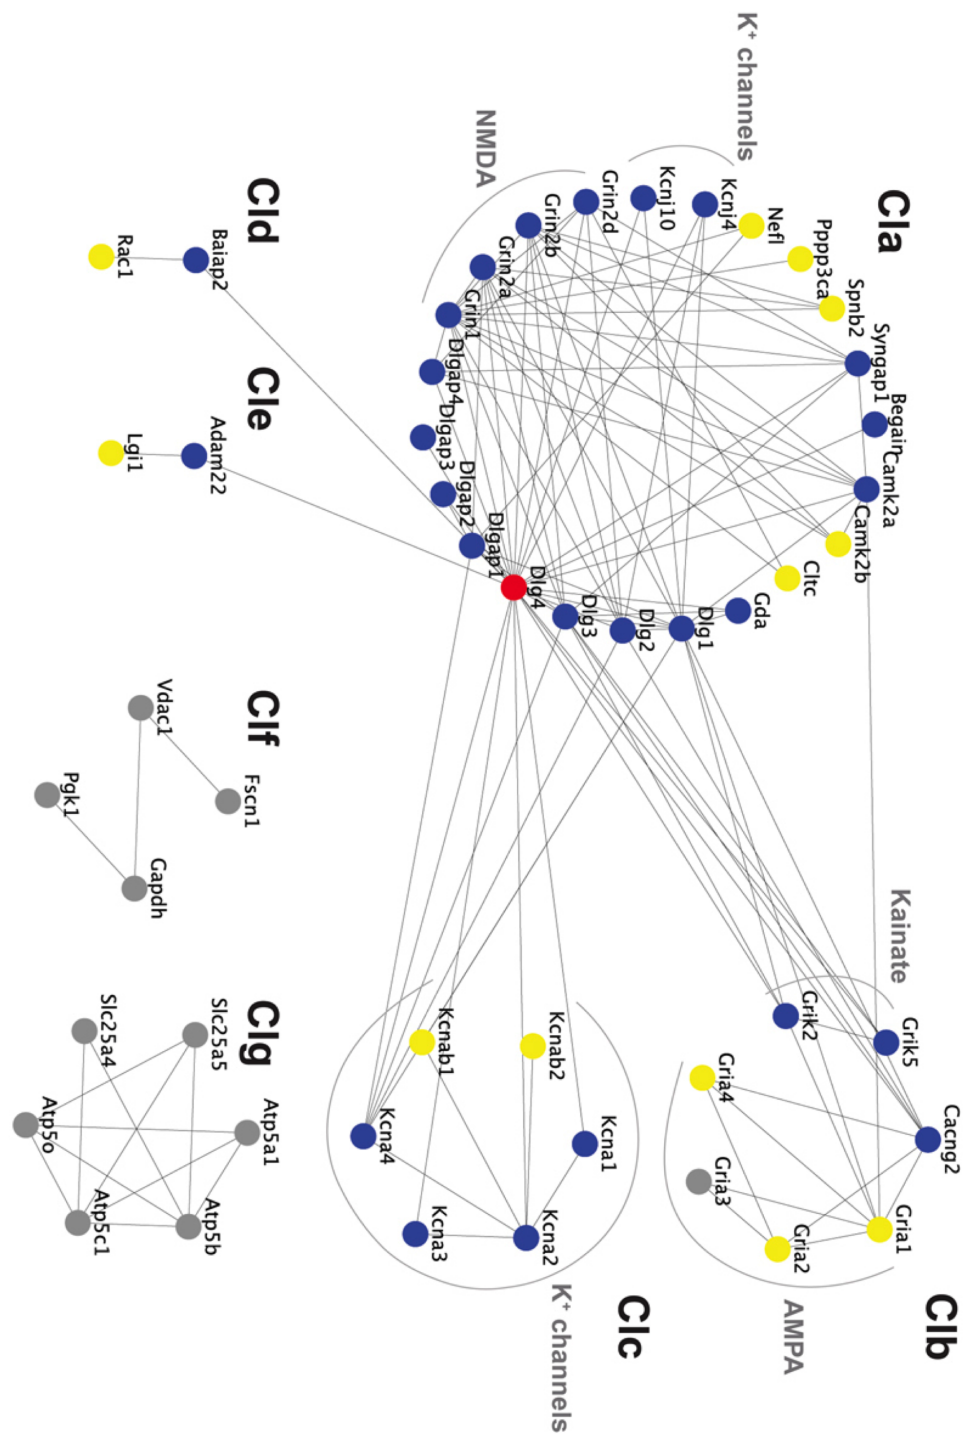 Cla
K⁺ channels
NMDA
Kcnj4
Kcnj10
Grin2d
Grin2b
Grin2a
Grin1
Dlgap4
Dlgap3
Dlgap2
Dlgap1
Dlg4
Dlg3
Dlg2
Dlg1
Gda
Cltc
Camk2b
Camk2a
Begain
Syngap1
Spnb2
Pppp3ca
Nefl
Clb
Kainate
Grik5
Grik2
Cacng2
Gria1
Gria2
Gria3
Gria4
AMPA
Clc
Kcnab2
Kcnab1
Kcna1
Kcna2
Kcna3
Kcna4
K⁺ channels
Cld
Baiap2
Rac1
Cle
Adam22
Lgi1
Clf
Vdac1
Fscn1
Pgk1
Gapdh
Clg
Slc25a5
Slc25a4
Atp5a1
Atp5o
Atp5b
Atp5c1